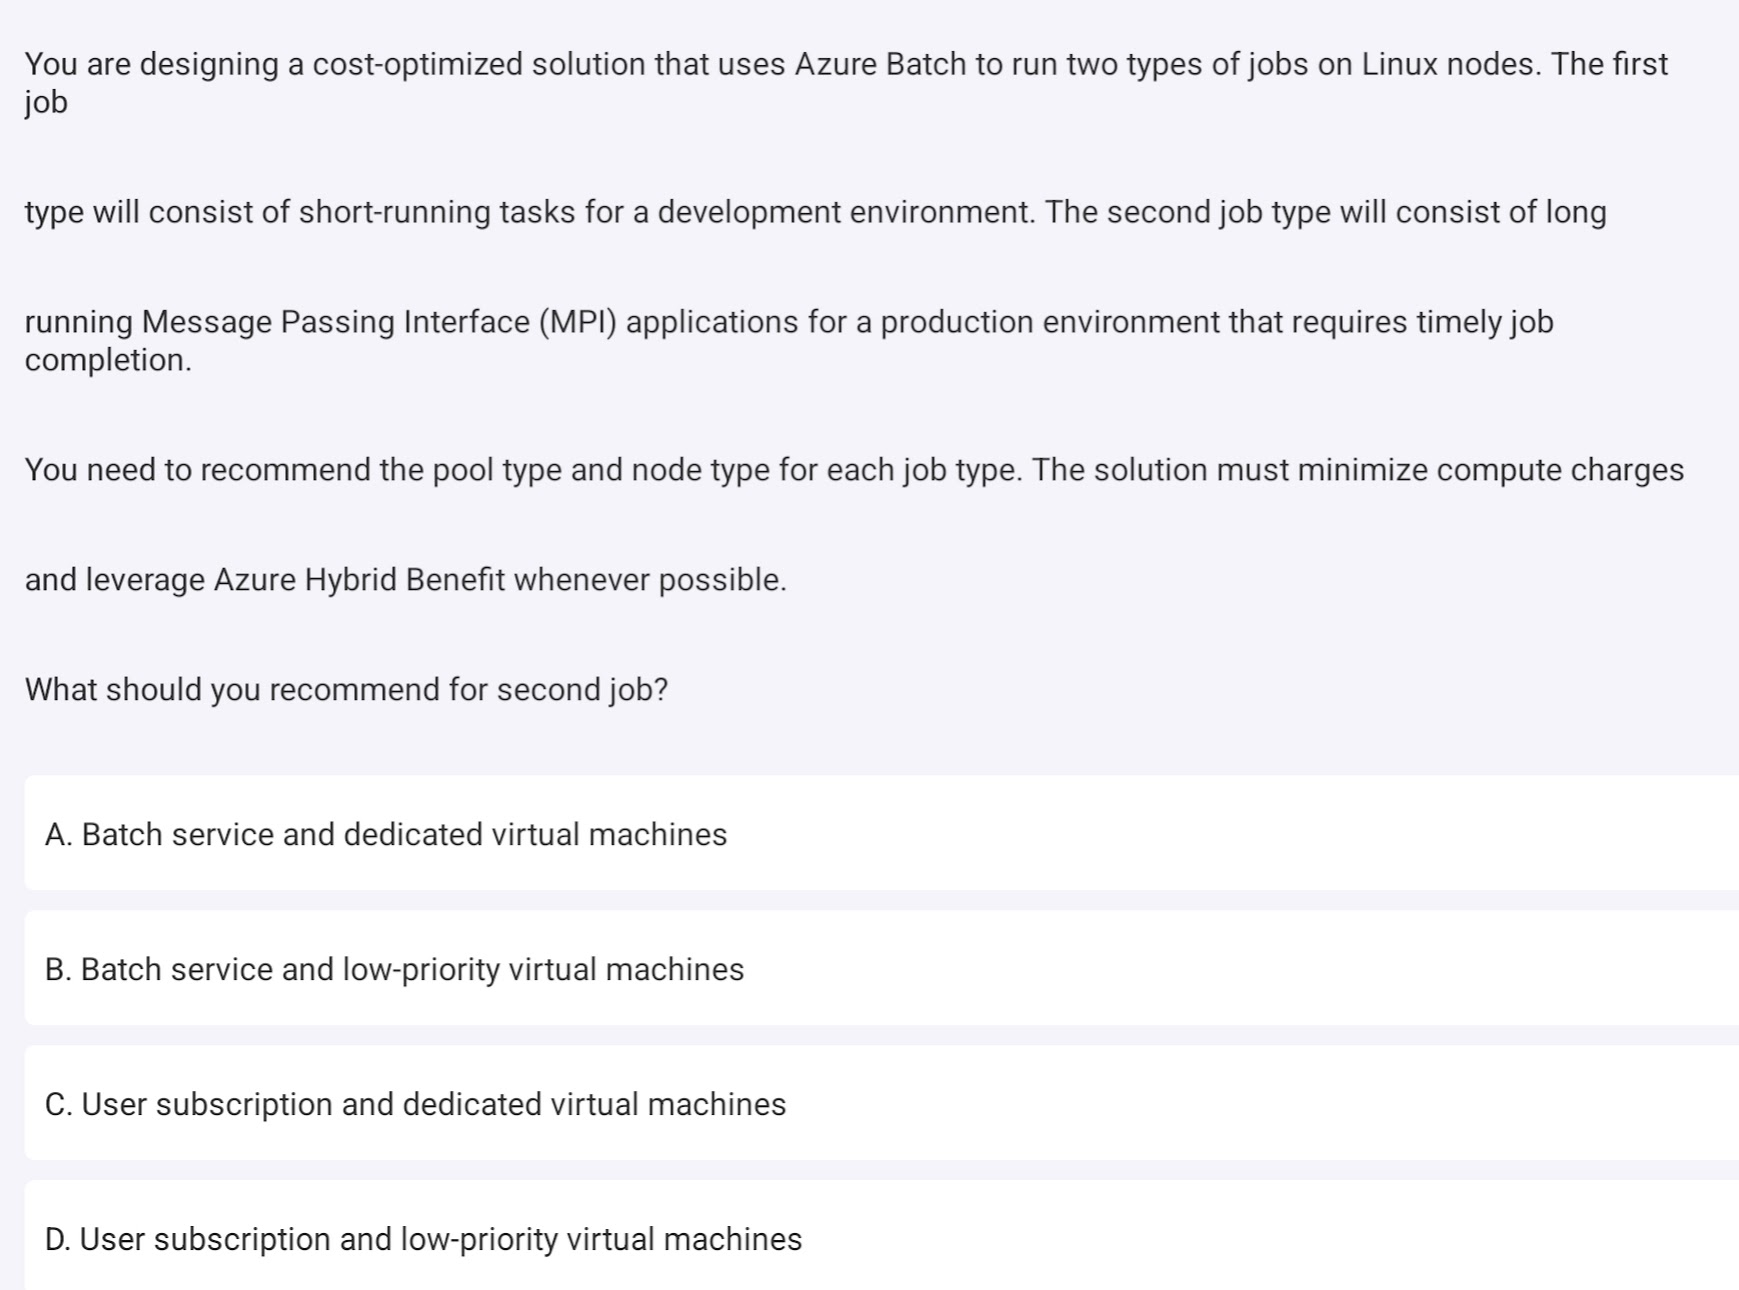 You are designing a cost-optimized solution that uses Azure Batch to run two types of jobs on Linux nodes. The first
job
type will consist of short-running tasks for a development environment. The second job type will consist of long
running Message Passing Interface (MPI) applications for a production environment that requires timely job
completion.
You need to recommend the pool type and node type for each job type. The solution must minimize compute charges
and leverage Azure Hybrid Benefit whenever possible.
What should you recommend for second job?
A. Batch service and dedicated virtual machines
B. Batch service and low-priority virtual machines
C. User subscription and dedicated virtual machines
D. User subscription and low-priority virtual machines